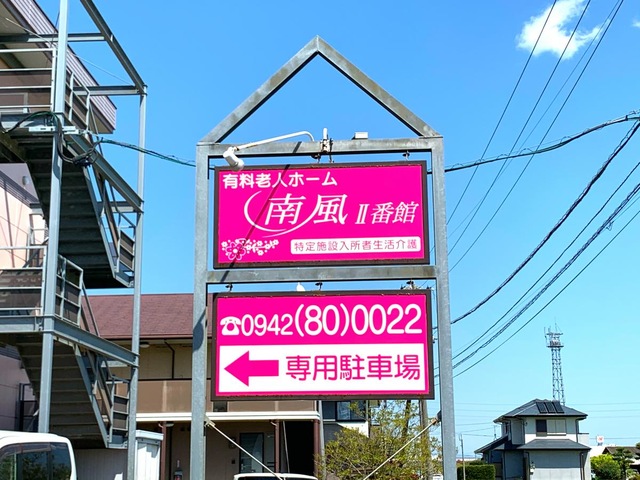 有料老人ホーム
南風 Ⅱ番館
特定施設入所者生活介護
☎0942(80)0022
← 専用駐車場